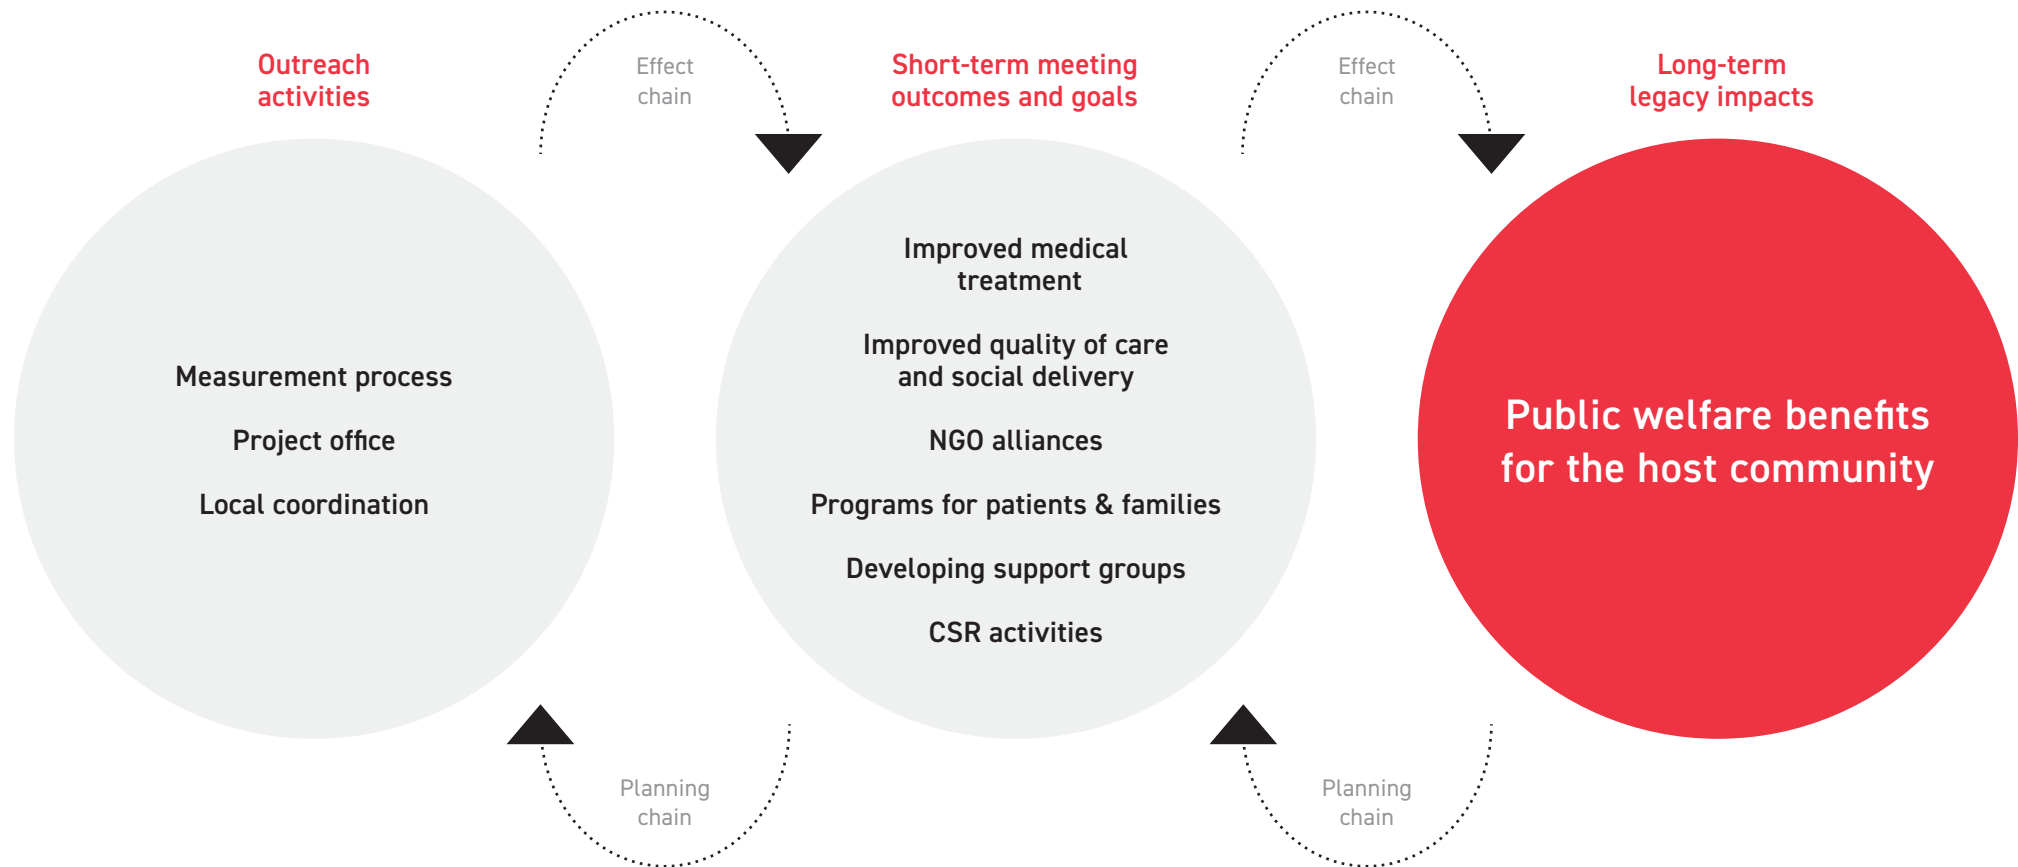 Outreach
activities
Effect
chain
Short-term meeting
outcomes and goals
Effect
chain
Long-term
legacy impacts
Measurement process
Project office
Local coordination
Improved medical
treatment
Improved quality of care
and social delivery
NGO alliances
Programs for patients & families
Developing support groups
CSR activities
Public welfare benefits
for the host community
Planning
chain
Planning
chain